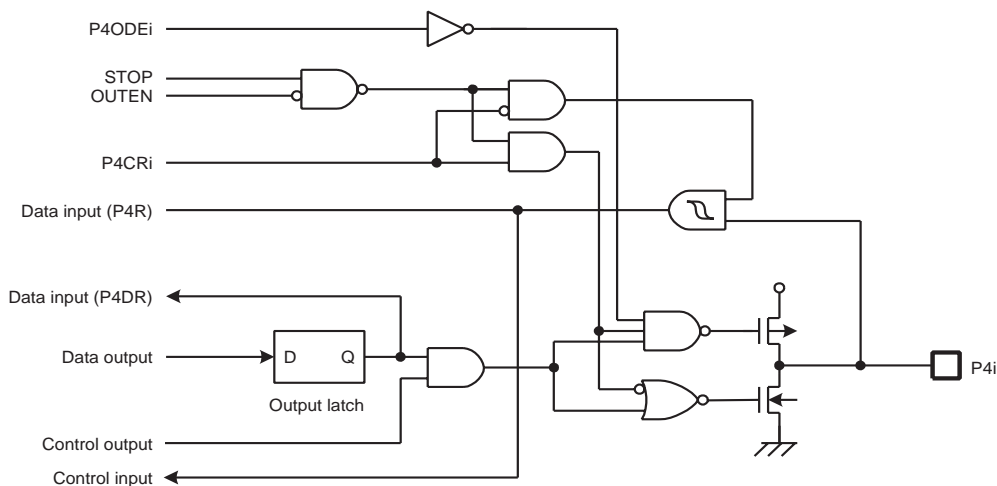 P4ODEi
STOP
OUTEN
P4CRi
Data input (P4R)
Data input (P4DR)
Data output
D Q
P4i
Output latch
Control output
Control input